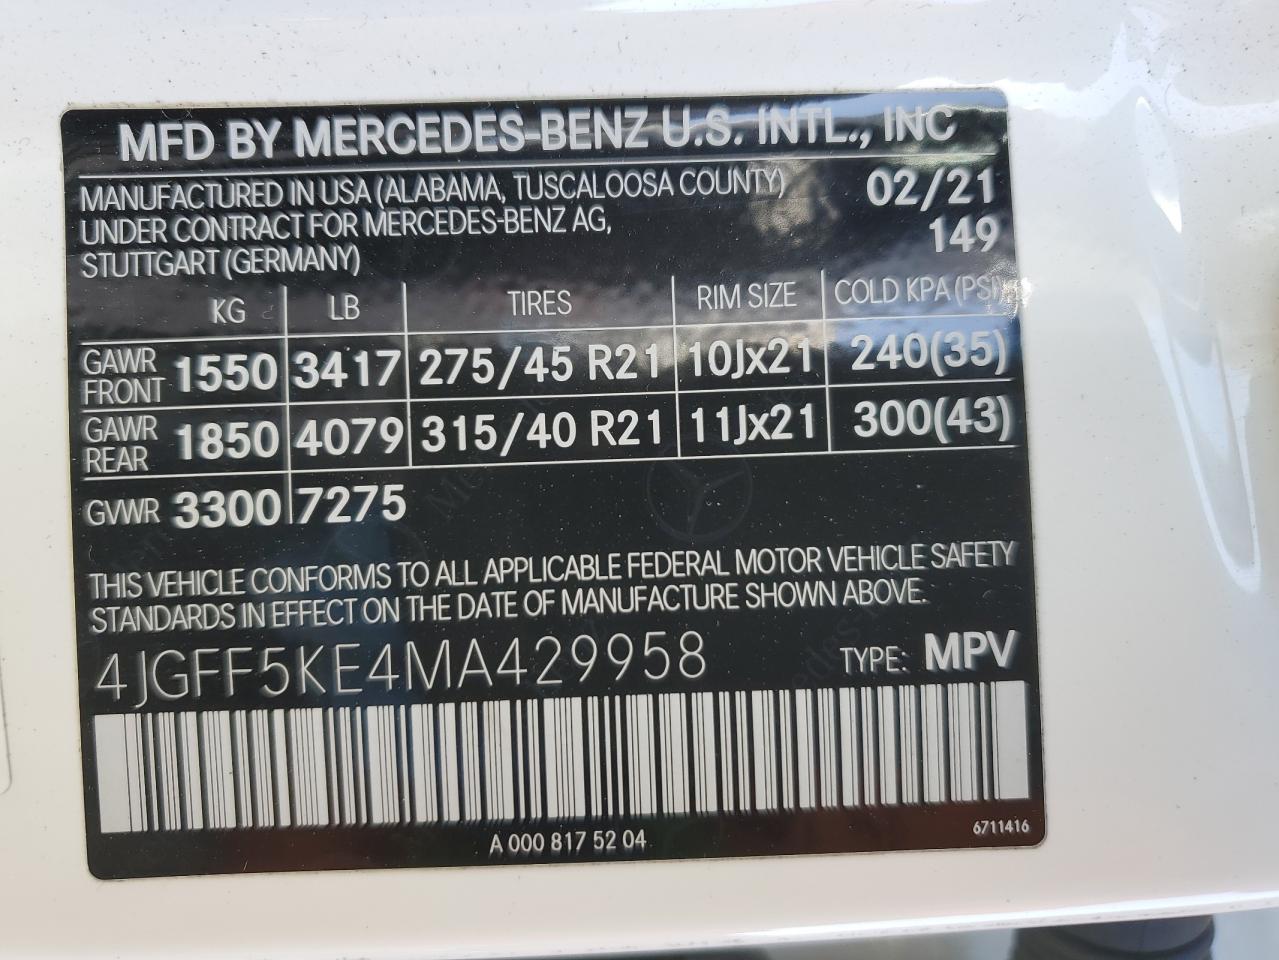 MFD BY MERCEDES-BENZ U.S. INTL., INC
MANUFACTURED IN USA (ALABAMA, TUSCALOOSA COUNTY) 02/21
UNDER CONTRACT FOR MERCEDES-BENZ AG, 149
STUTTGART (GERMANY)
KG LB TIRES RIM SIZE COLD KPA (PSI)
GAWR FRONT 1550 3417 275/45 R21 10Jx21 240(35)
GAWR REAR 1850 4079 315/40 R21 11Jx21 300(43)
GVWR 3300 7275
THIS VEHICLE CONFORMS TO ALL APPLICABLE FEDERAL MOTOR VEHICLE SAFETY
STANDARDS IN EFFECT ON THE DATE OF MANUFACTURE SHOWN ABOVE.
4JGFF5KE4MA429958 TYPE: MPV
A 000 817 52 04 6711416